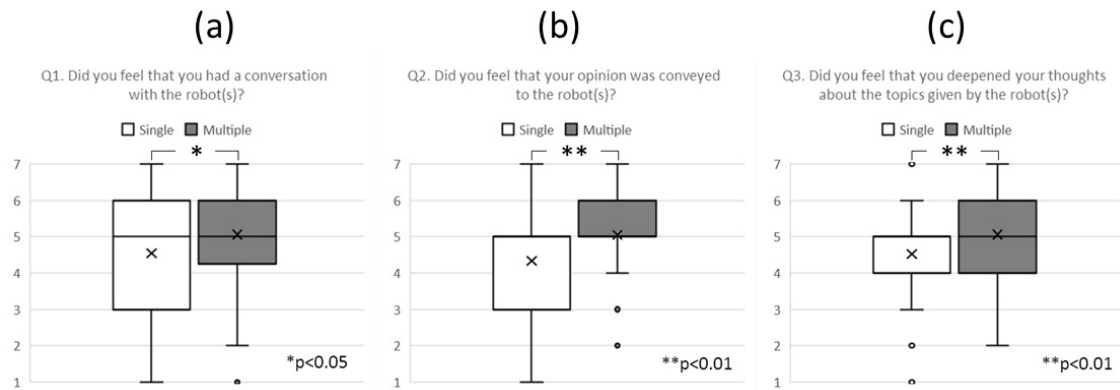 (a)
(b)
(c)
Q1. Did you feel that you had a conversation
with the robot(s)?
Single Multiple
*
7
6
5
4
3
2
1
*p<0.05
Q2. Did you feel that your opinion was conveyed
to the robot(s)?
Single Multiple
**
7
6
5
4
3
2
1
**p<0.01
Q3. Did you feel that you deepened your thoughts
about the topics given by the robot(s)?
Single Multiple
**
7
6
5
4
3
2
1
**p<0.01